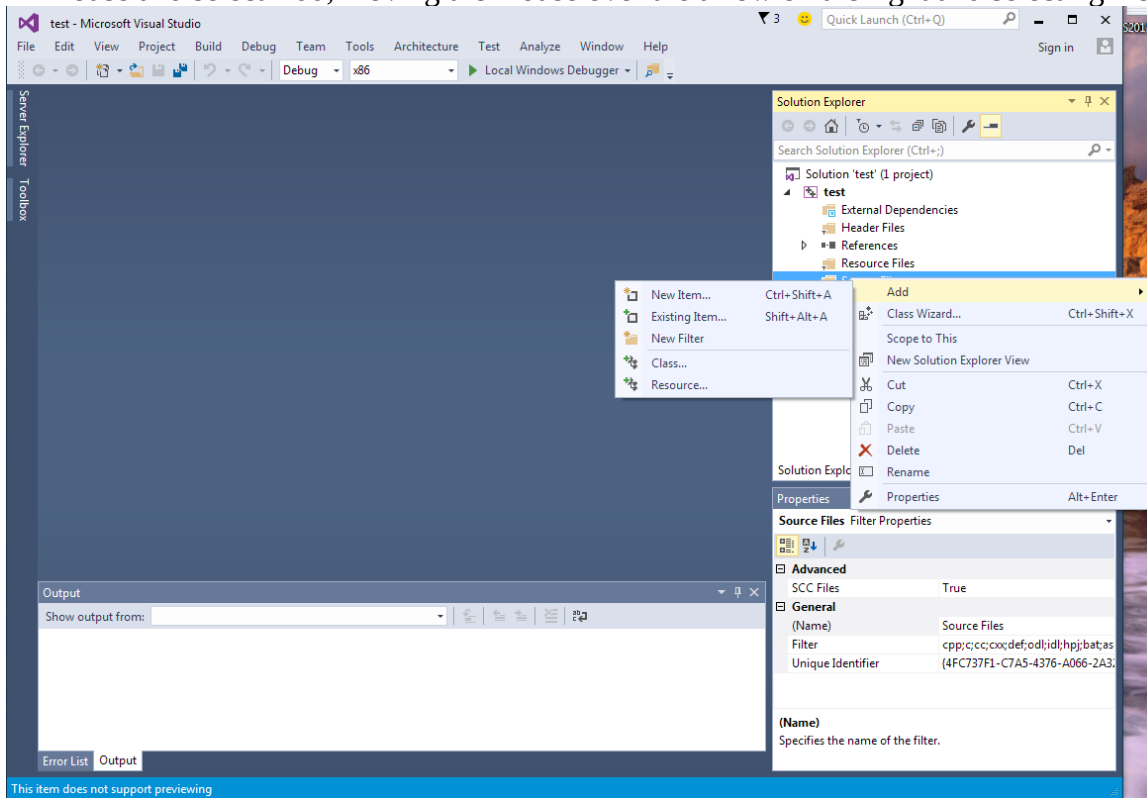 test - Microsoft Visual Studio
3
Quick Launch (Ctrl+Q)
File Edit View Project Build Debug Team Tools Architecture Test Analyze Window Help
Sign in
Debug x86 Local Windows Debugger
Server Explorer
Toolbox
Solution Explorer
Search Solution Explorer (Ctrl+;)
Solution 'test' (1 project)
test
External Dependencies
Header Files
References
Resource Files
New Item... Ctrl+Shift+A
Existing Item... Shift+Alt+A
New Filter
Class...
Resource...
Add
Class Wizard... Ctrl+Shift+X
Scope to This
New Solution Explorer View
Cut Ctrl+X
Copy Ctrl+C
Paste Ctrl+V
Delete Del
Rename
Properties Alt+Enter
Solution Explo
Properties
Source Files Filter Properties
Advanced
SCC Files True
General
(Name) Source Files
Filter cpp;c;cc;cxx;def;odl;idl;hpj;bat;as
Unique Identifier {4FC737F1-C7A5-4376-A066-2A32
(Name)
Specifies the name of the filter.
Output
Show output from:
Error List Output
This item does not support previewing